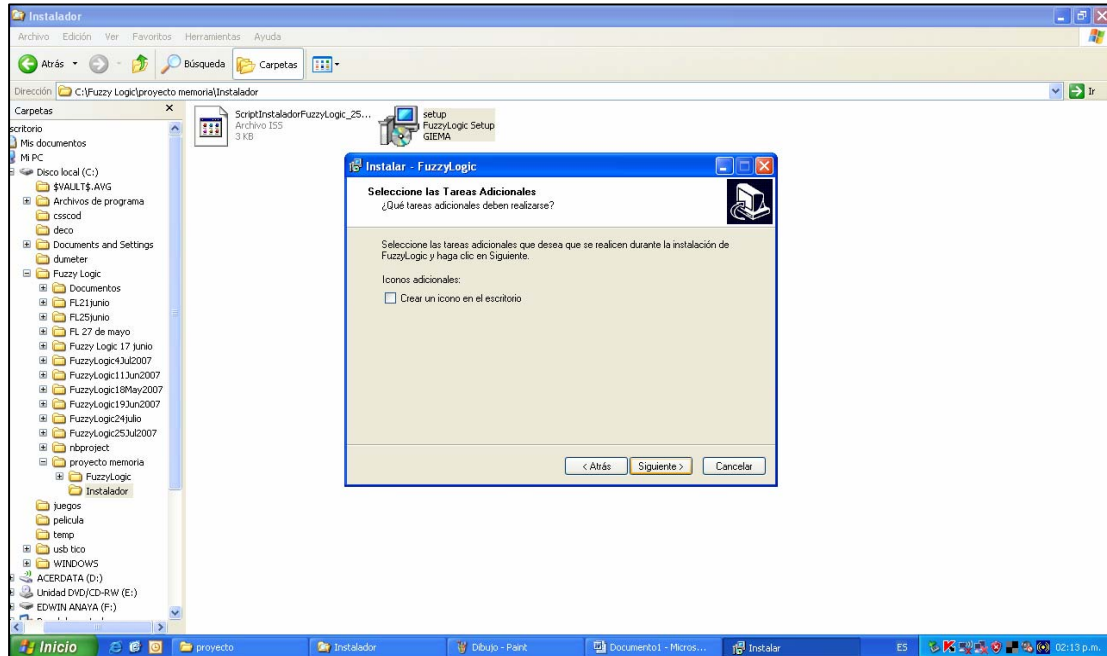 Instalador
Archivo Edición Ver Favoritos Herramientas Ayuda
Atrás Búsqueda Carpetas
Dirección C:\Fuzzy Logic\proyecto memoria\Instalador Ir
Carpetas
scritorio
Mis documentos
Mi PC
Disco local (C:)
$VAULT$.AVG
Archivos de programa
csscod
deco
Documents and Settings
dumeter
Fuzzy Logic
Documentos
FL21junio
FL25junio
FL 27 de mayo
Fuzzy Logic 17 junio
FuzzyLogic4Jul2007
FuzzyLogic11Jun2007
FuzzyLogic18May2007
FuzzyLogic19Jun2007
FuzzyLogic24julio
FuzzyLogic25Jul2007
nbproject
proyecto memoria
FuzzyLogic
Instalador
juegos
pelicula
temp
usb tico
WINDOWS
ACERDATA (D:)
Unidad DVD/CD-RW (E:)
EDWIN ANAYA (F:)
ScriptInstaladorFuzzyLogic_25...
Archivo ISS
3 KB
setup
FuzzyLogic Setup
GIEMA
Instalar - FuzzyLogic
Seleccione las Tareas Adicionales
¿Qué tareas adicionales deben realizarse?
Seleccione las tareas adicionales que desea que se realicen durante la instalación de
FuzzyLogic y haga clic en Siguiente.
Iconos adicionales:
Crear un icono en el escritorio
< Atrás Siguiente > Cancelar
Inicio proyecto Instalador Dibujo - Paint Documento1 - Micros... Instalar ES 02:13 p.m.